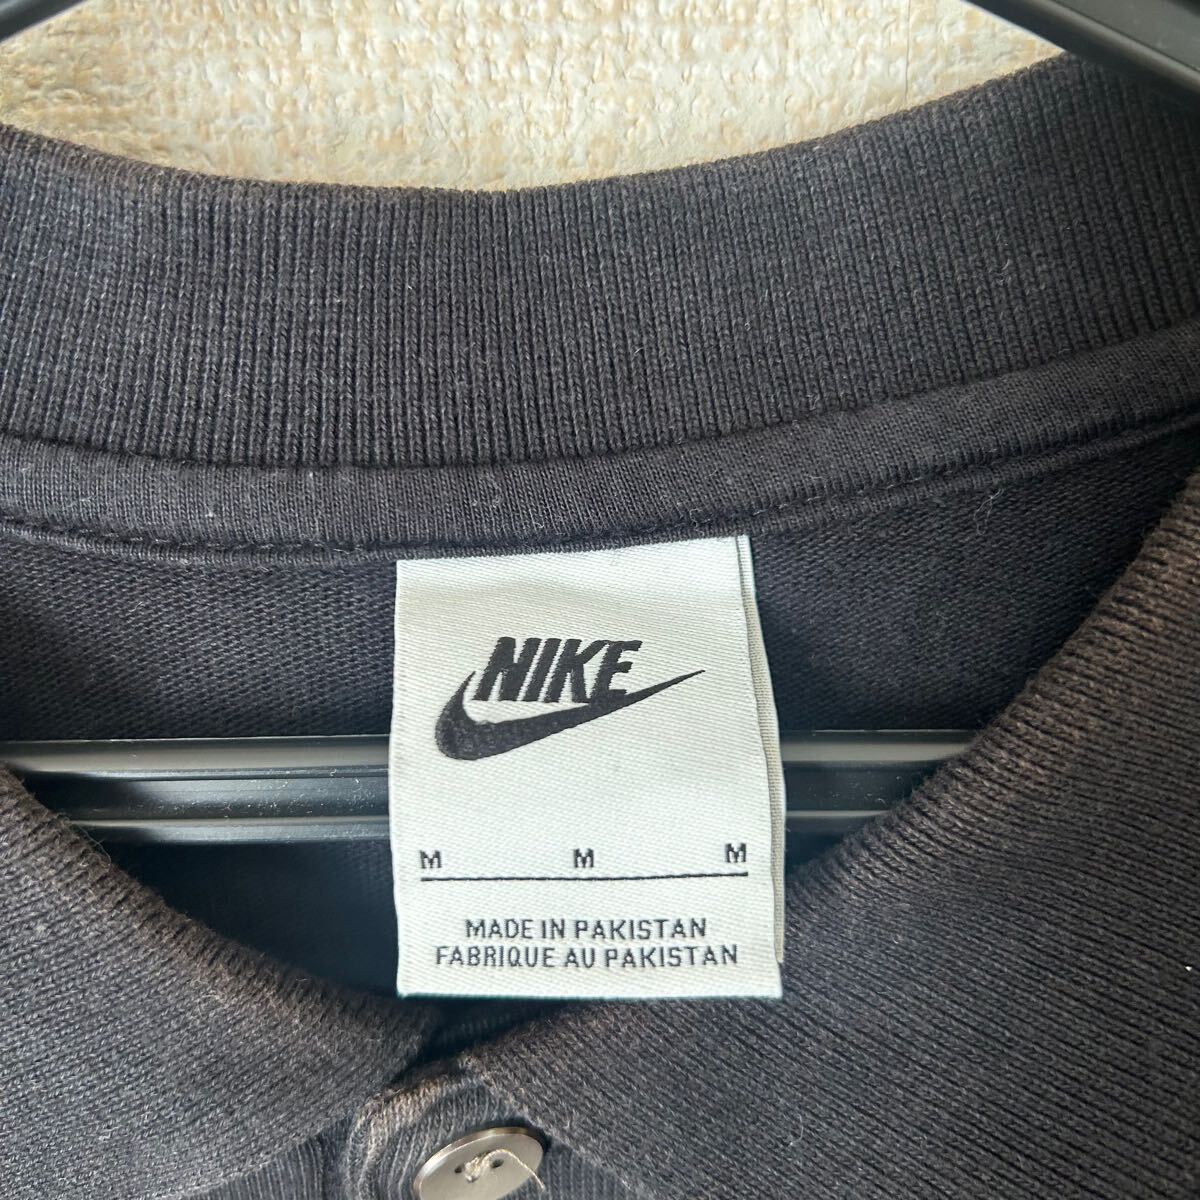 NIKE
M M M
MADE IN PAKISTAN
FABRIQUE AU PAKISTAN